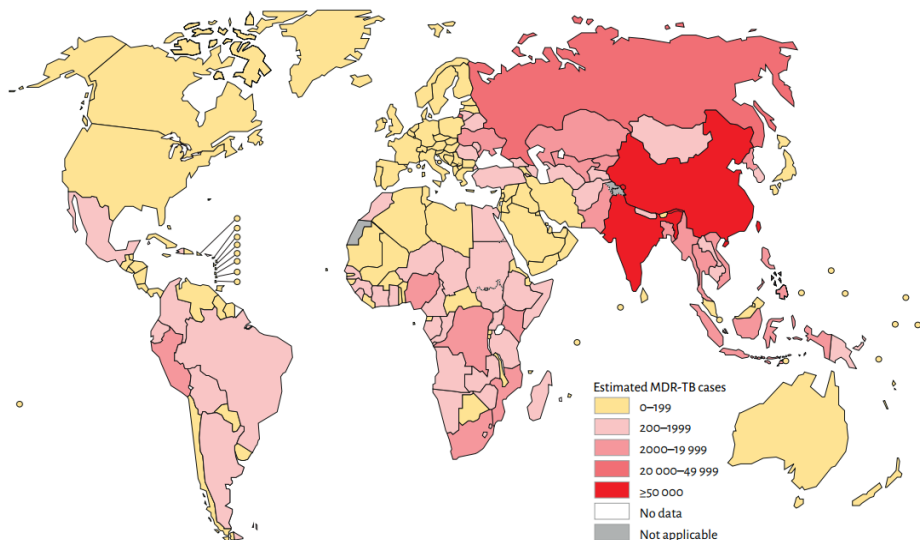 Estimated MDR-TB cases
0–199
200–1999
2000–19 999
20 000–49 999
≥50 000
No data
Not applicable